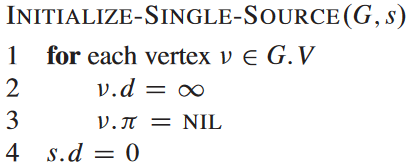 INITIALIZE-SINGLE-SOURCE(G, s)
1 for each vertex ν ∈ G.V
2 ν.d = ∞
3 ν.π = NIL
4 s.d = 0